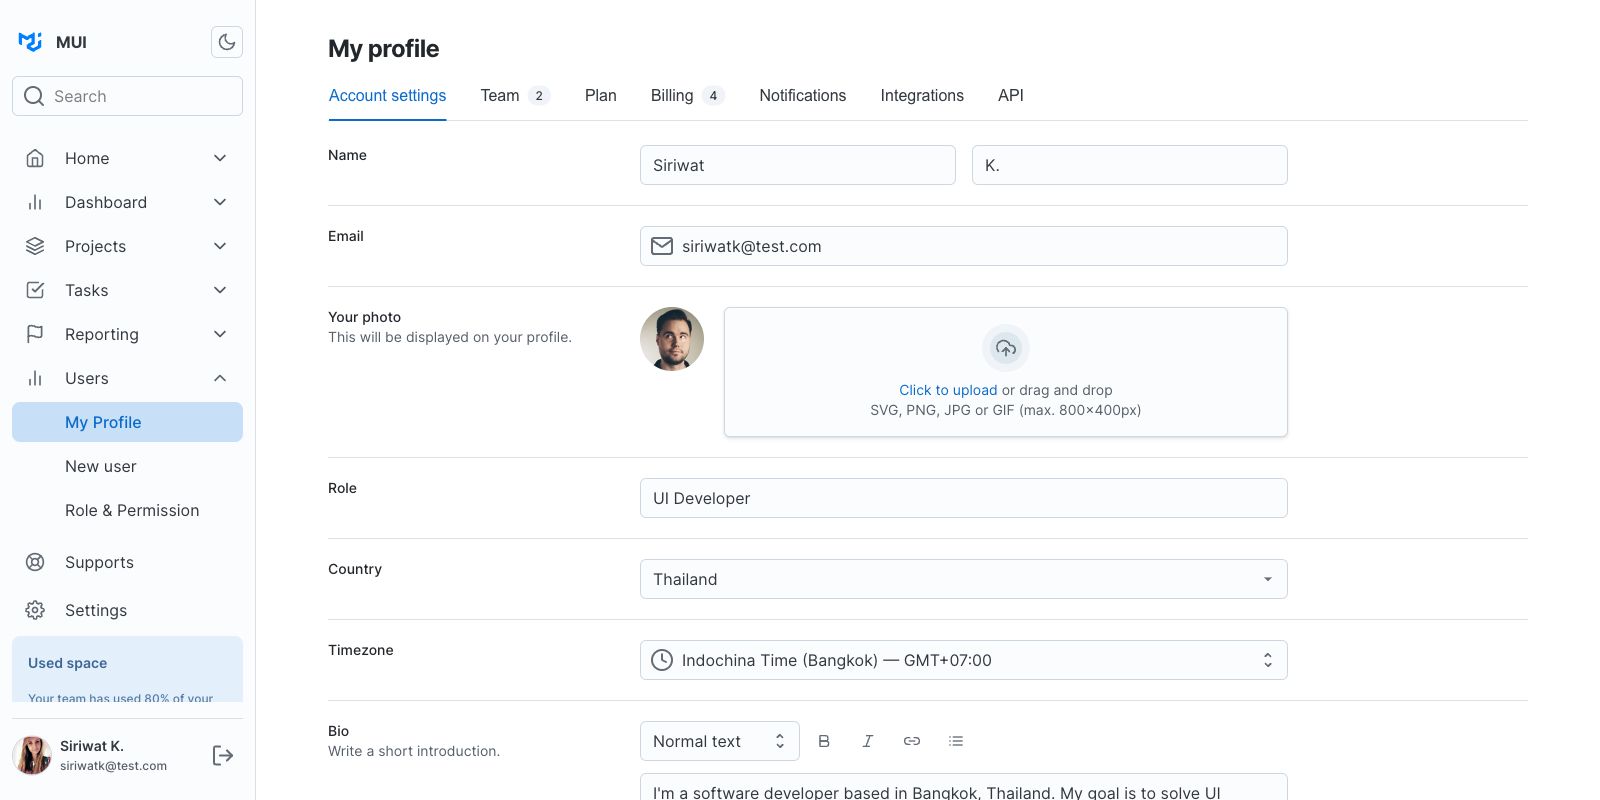 MUI
Search
Home
Dashboard
Projects
Tasks
Reporting
Users
My Profile
New user
Role & Permission
Supports
Settings
Used space
Your team has used 80% of your
Siriwat K.
siriwatk@test.com
My profile
Account settings Team 2 Plan Billing 4 Notifications Integrations API
Name
Siriwat K.
Email
siriwatk@test.com
Your photo
This will be displayed on your profile.
Click to upload or drag and drop
SVG, PNG, JPG or GIF (max. 800×400px)
Role
UI Developer
Country
Thailand
Timezone
Indochina Time (Bangkok) — GMT+07:00
Bio
Write a short introduction.
Normal text B I
I'm a software developer based in Bangkok, Thailand. My goal is to solve UI